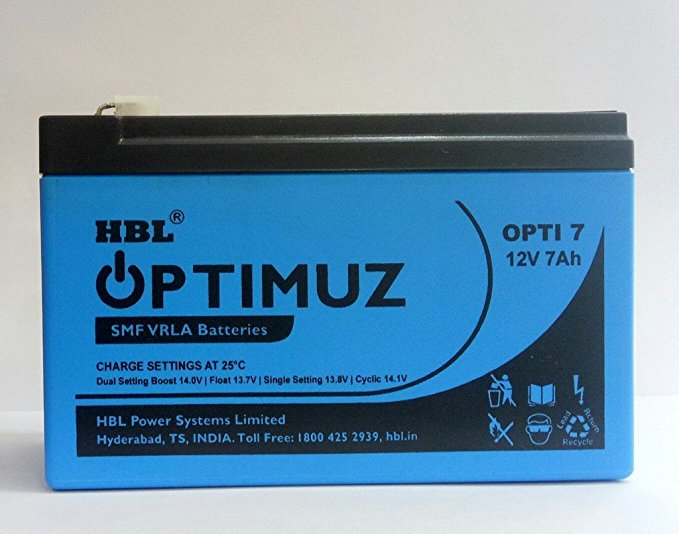 HBL®
OPTIMUZ
SMF VRLA Batteries
OPTI 7
12V 7Ah
CHARGE SETTINGS AT 25°C
Dual Setting Boost 14.0V | Float 13.7V | Single Setting 13.8V | Cyclic 14.1V
HBL Power Systems Limited
Hyderabad, TS, INDIA. Toll Free: 1800 425 2939, hbl.in
Lead Return
Recycle